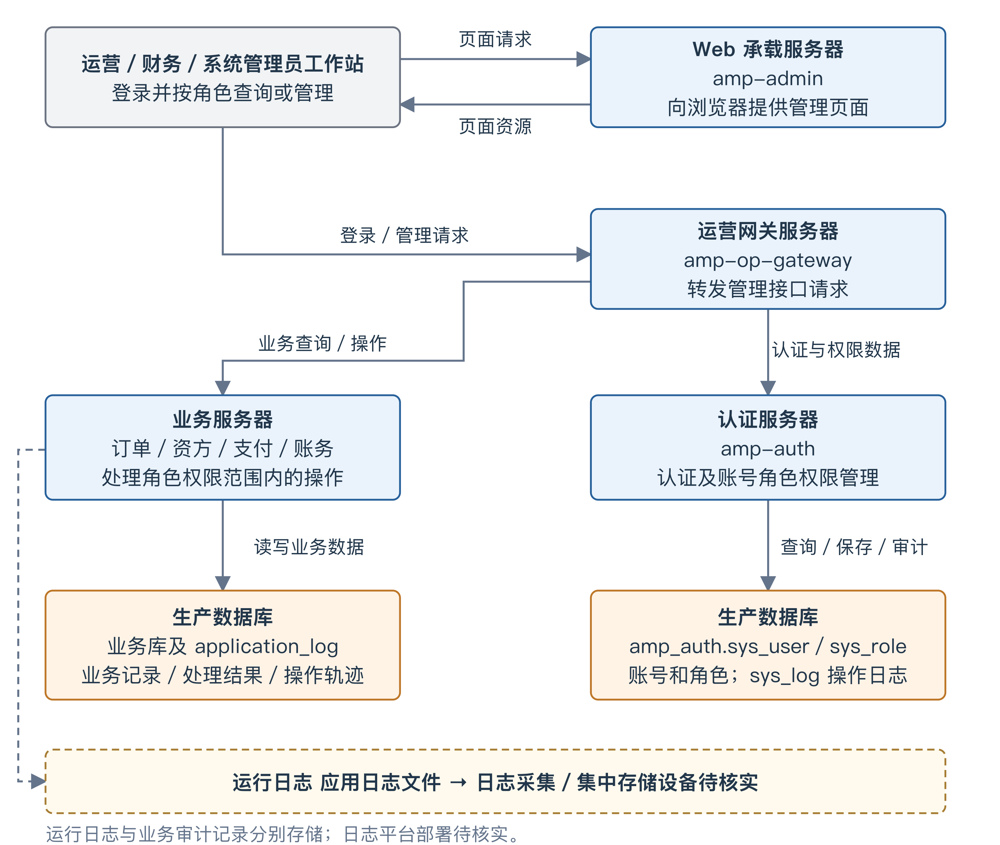 运营 / 财务 / 系统管理员工作站
登录并按角色查询或管理
页面请求
页面资源
Web 承载服务器
amp-admin
向浏览器提供管理页面
登录 / 管理请求
运营网关服务器
amp-op-gateway
转发管理接口请求
业务查询 / 操作
认证与权限数据
业务服务器
订单 / 资方 / 支付 / 账务
处理角色权限范围内的操作
认证服务器
amp-auth
认证及账号角色权限管理
读写业务数据
查询 / 保存 / 审计
生产数据库
业务库及 application_log
业务记录 / 处理结果 / 操作轨迹
生产数据库
amp_auth.sys_user / sys_role
账号和角色；sys_log 操作日志
运行日志 应用日志文件 → 日志采集 / 集中存储设备待核实
运行日志与业务审计记录分别存储；日志平台部署待核实。